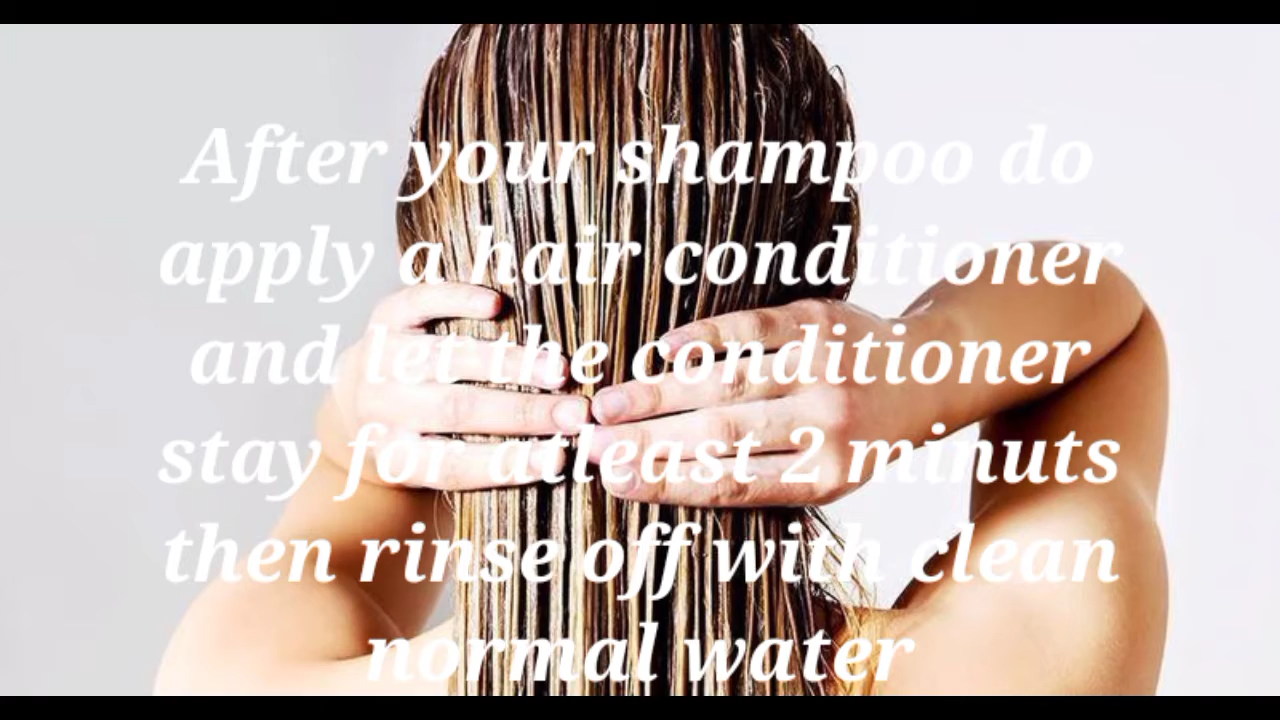 After your shampoo do
apply a hair conditioner
and let the conditioner
stay for atleast 2 minuts
then rinse off with clean
normal water